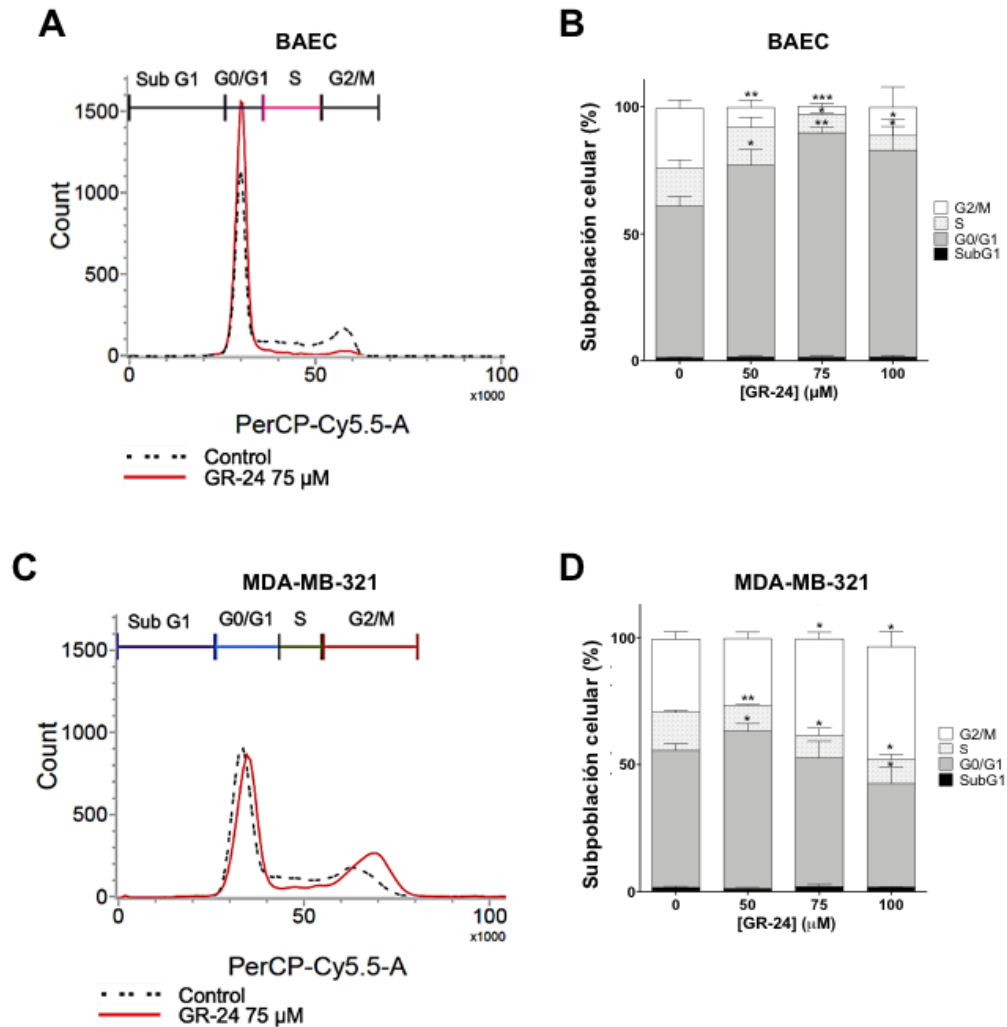 A
BAEC
Sub G1 G0/G1 S G2/M
1500
1000
500
0
Count
0 50 100
x1000
PerCP-Cy5.5-A
Control
GR-24 75 µM
B
BAEC
100
50
0
Subpoblación celular (%)
** *** *
* * *
* **
G2/M
S
G0/G1
SubG1
0 50 75 100
[GR-24] (µM)
C
MDA-MB-321
Sub G1 G0/G1 S G2/M
1500
1000
500
0
Count
0 50 100
x1000
PerCP-Cy5.5-A
Control
GR-24 75 µM
D
MDA-MB-321
100
50
0
Subpoblación celular (%)
* *
** * *
* *
G2/M
S
G0/G1
SubG1
0 50 75 100
[GR-24] (µM)